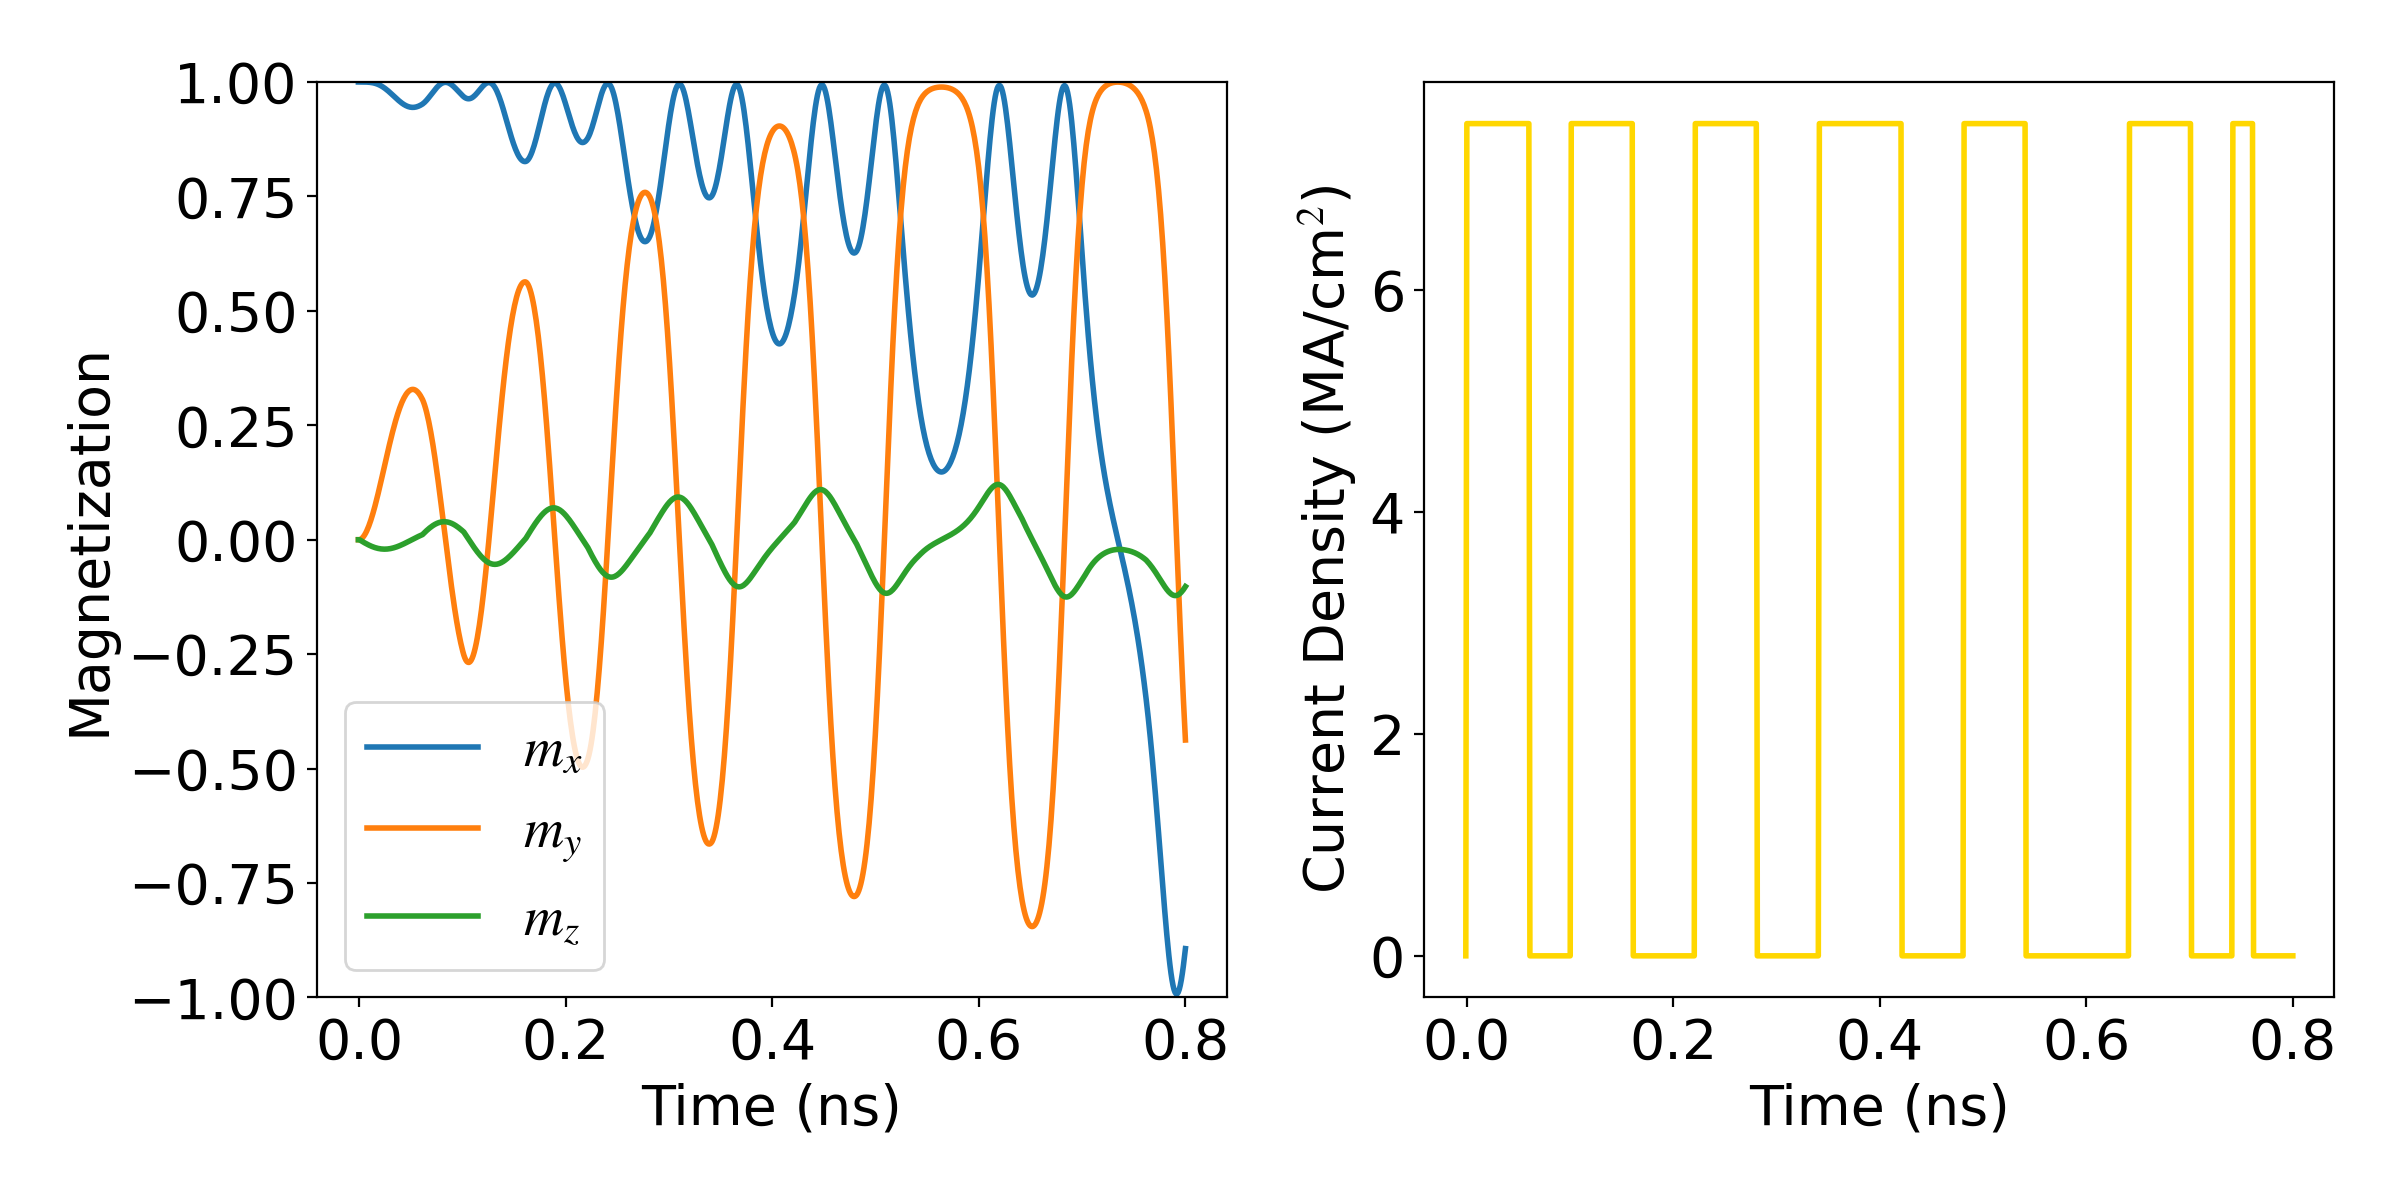 Magnetization
1.00
0.75
0.50
0.25
0.00
−0.25
−0.50
−0.75
−1.00
m_x
m_y
m_z
0.0 0.2 0.4 0.6 0.8
Time (ns)
Current Density (MA/cm²)
6
4
2
0
0.0 0.2 0.4 0.6 0.8
Time (ns)